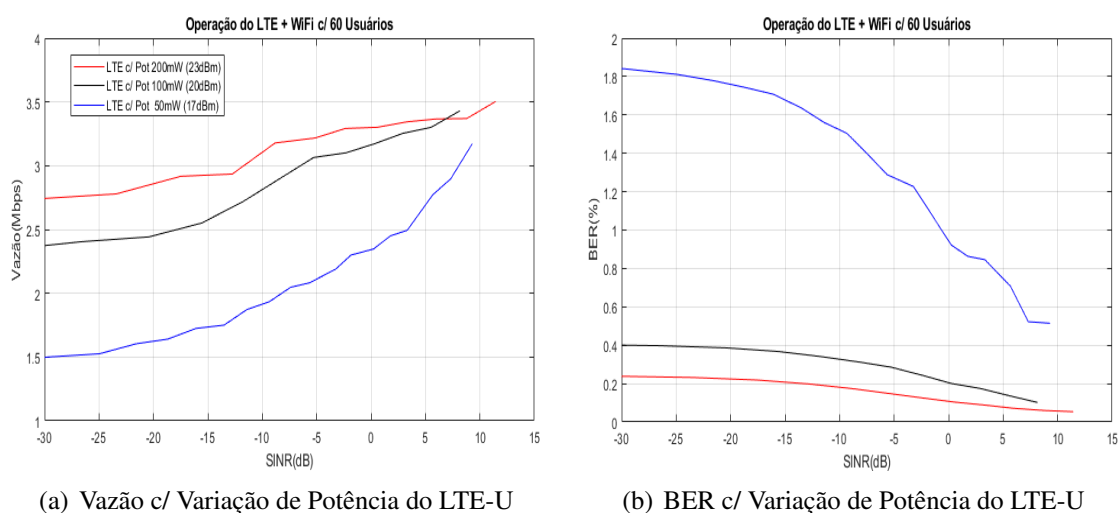 Operação do LTE + WiFi c/ 60 Usuários
4
3.5
3
2.5
2
1.5
1
Vazão(Mbps)
LTE c/ Pot 200mW (23dBm)
LTE c/ Pot 100mW (20dBm)
LTE c/ Pot 50mW (17dBm)
-30 -25 -20 -15 -10 -5 0 5 10 15
SINR(dB)
(a) Vazão c/ Variação de Potência do LTE-U
Operação do LTE + WiFi c/ 60 Usuários
2
1.8
1.6
1.4
1.2
1
0.8
0.6
0.4
0.2
0
BER(%)
-30 -25 -20 -15 -10 -5 0 5 10 15
SINR(dB)
(b) BER c/ Variação de Potência do LTE-U